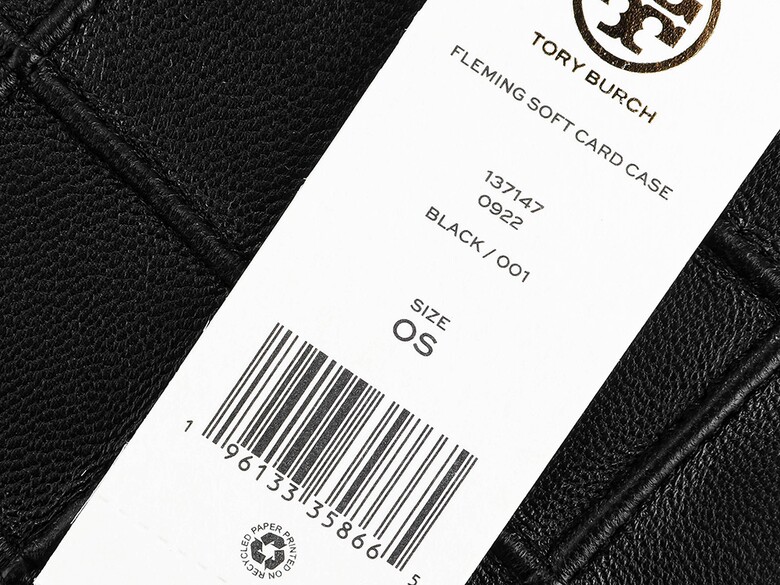 TORY BURCH
FLEMING SOFT CARD CASE
137147
0922
BLACK / 001
SIZE
OS
1 96133 35866 5
RECYCLED PAPER PRINTED ON